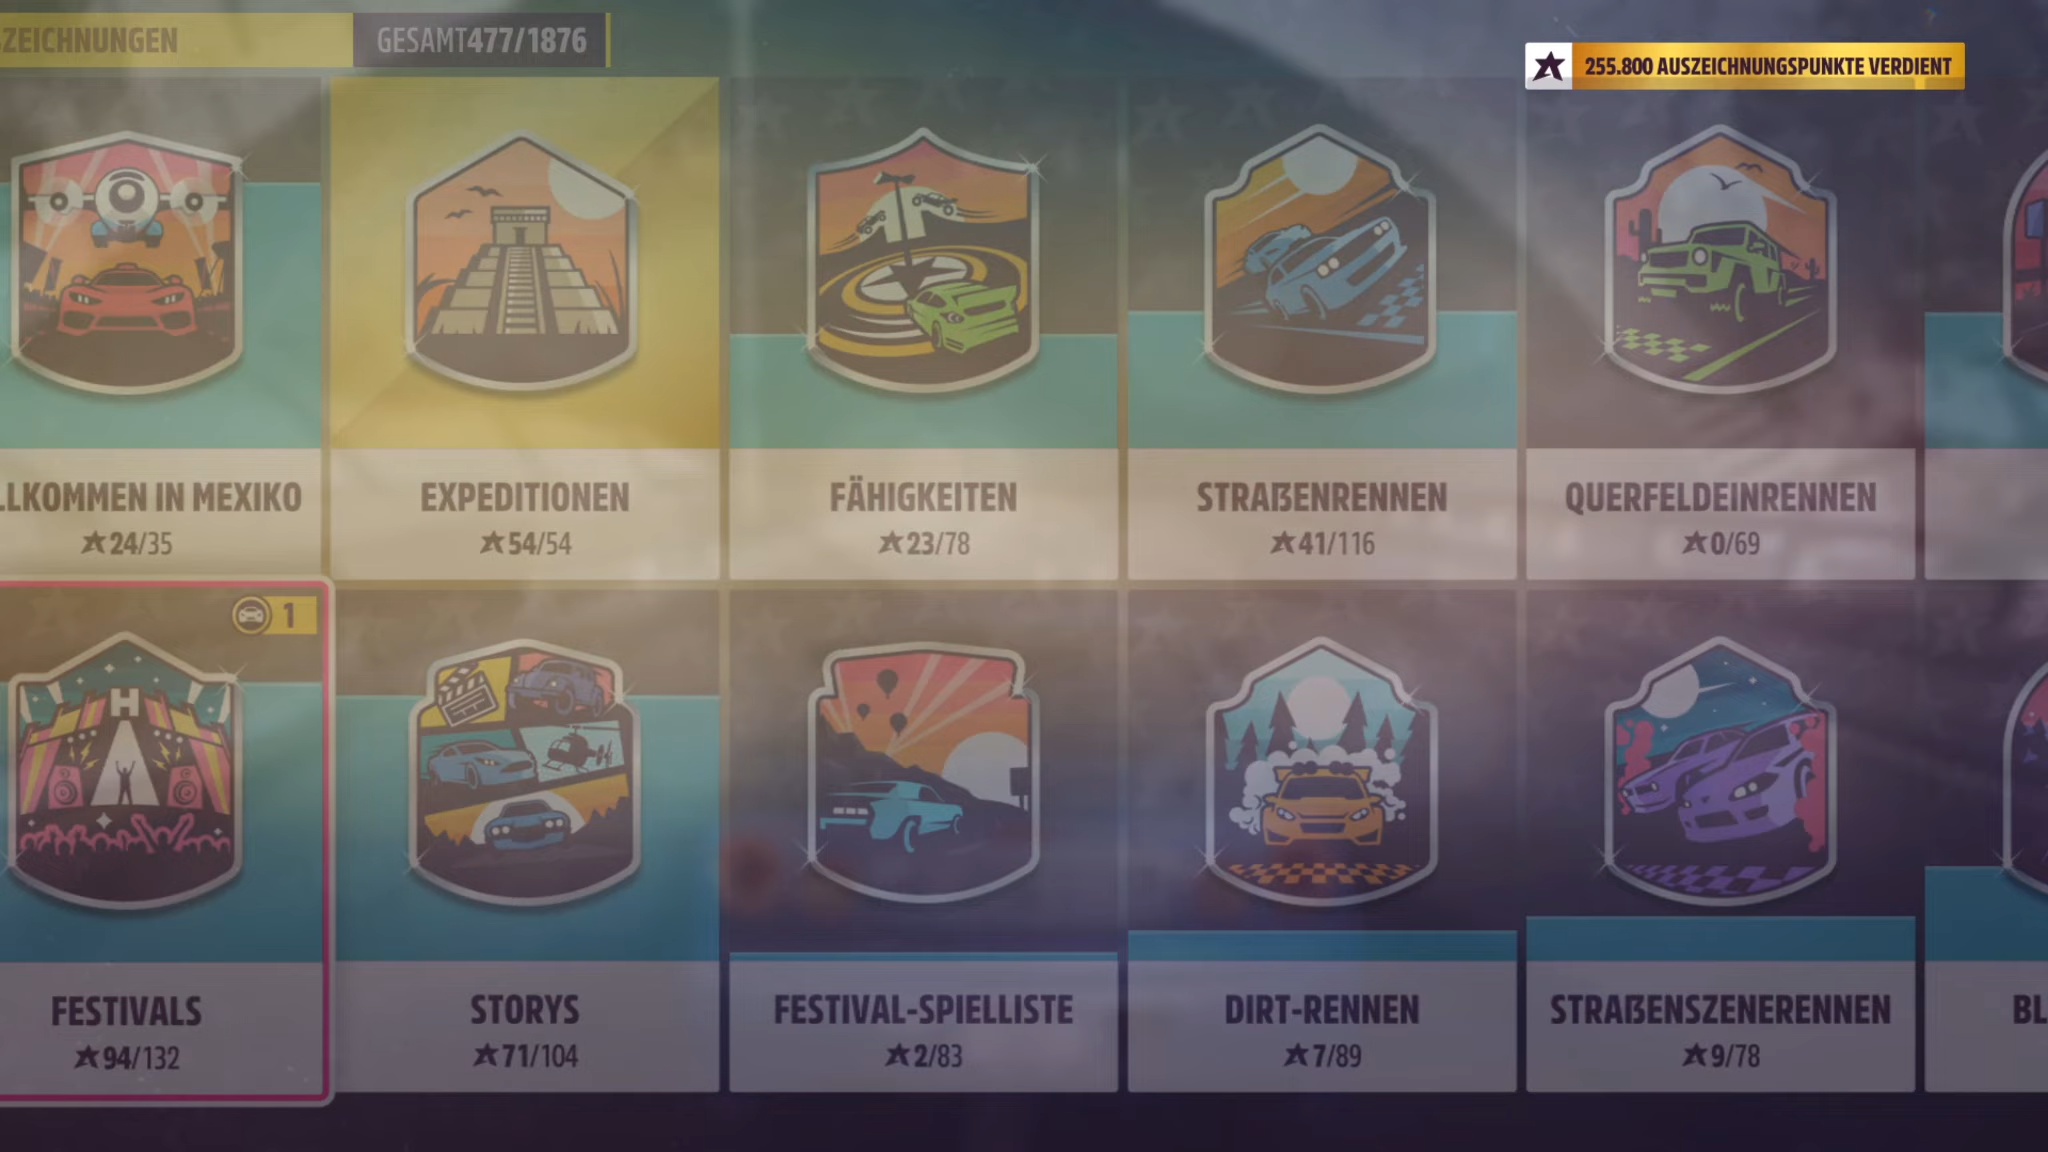 ZEICHNUNGEN
GESAMT477/1876
255.800 AUSZEICHNUNGSPUNKTE VERDIENT
LLKOMMEN IN MEXIKO
24/35
EXPEDITIONEN
54/54
FÄHIGKEITEN
23/78
STRAßENRENNEN
41/116
QUERFELDEINRENNEN
0/69
1
H
FESTIVALS
94/132
STORYS
71/104
FESTIVAL-SPIELLISTE
2/83
DIRT-RENNEN
7/89
STRAßENSZENERENNEN
9/78
BL